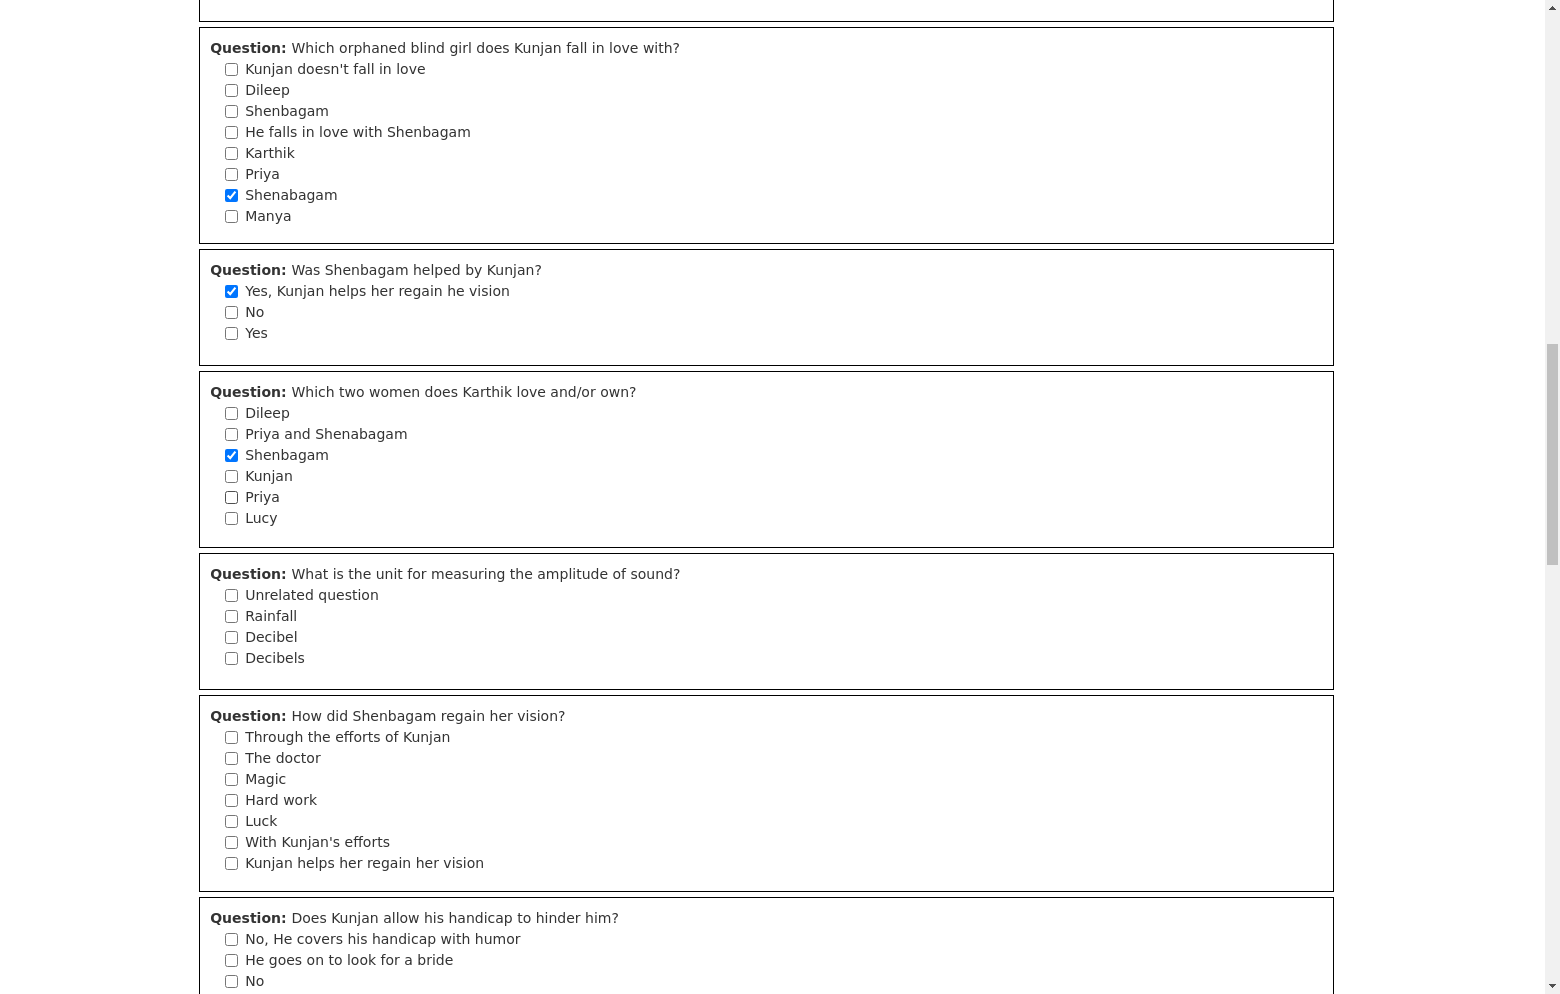 Question: Which orphaned blind girl does Kunjan fall in love with?
Kunjan doesn't fall in love
Dileep
Shenbagam
He falls in love with Shenbagam
Karthik
Priya
Shenabagam
Manya
Question: Was Shenbagam helped by Kunjan?
Yes, Kunjan helps her regain he vision
No
Yes
Question: Which two women does Karthik love and/or own?
Dileep
Priya and Shenabagam
Shenbagam
Kunjan
Priya
Lucy
Question: What is the unit for measuring the amplitude of sound?
Unrelated question
Rainfall
Decibel
Decibels
Question: How did Shenbagam regain her vision?
Through the efforts of Kunjan
The doctor
Magic
Hard work
Luck
With Kunjan's efforts
Kunjan helps her regain her vision
Question: Does Kunjan allow his handicap to hinder him?
No, He covers his handicap with humor
He goes on to look for a bride
No